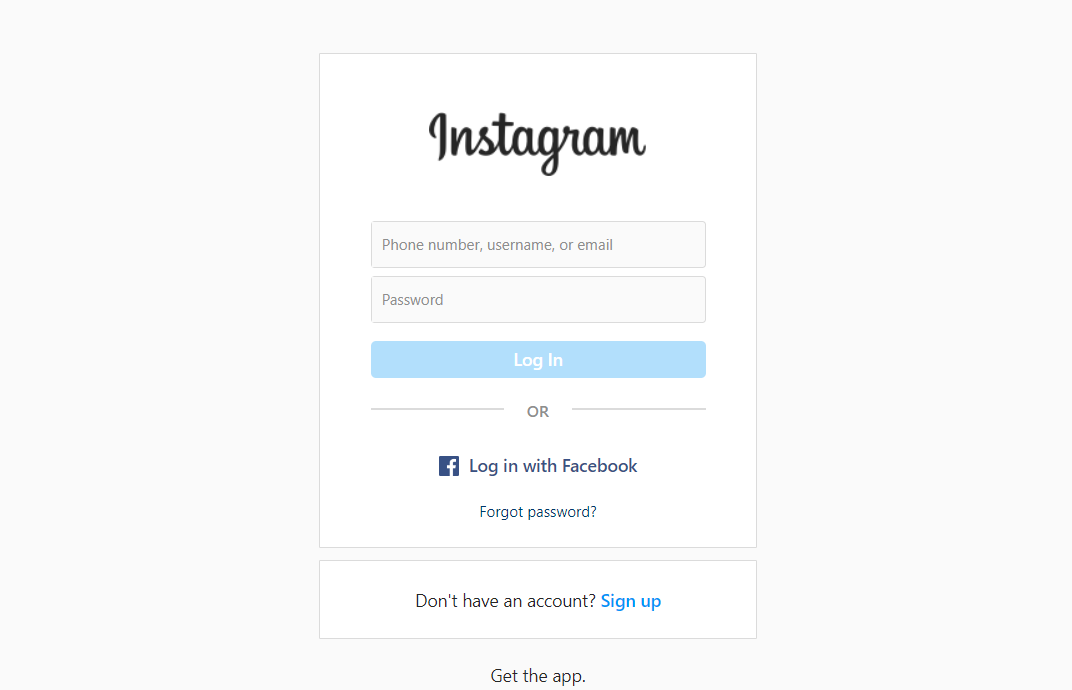 Instagram
Phone number, username, or email
Password
Log In
OR
Log in with Facebook
Forgot password?
Don't have an account? Sign up
Get the app.